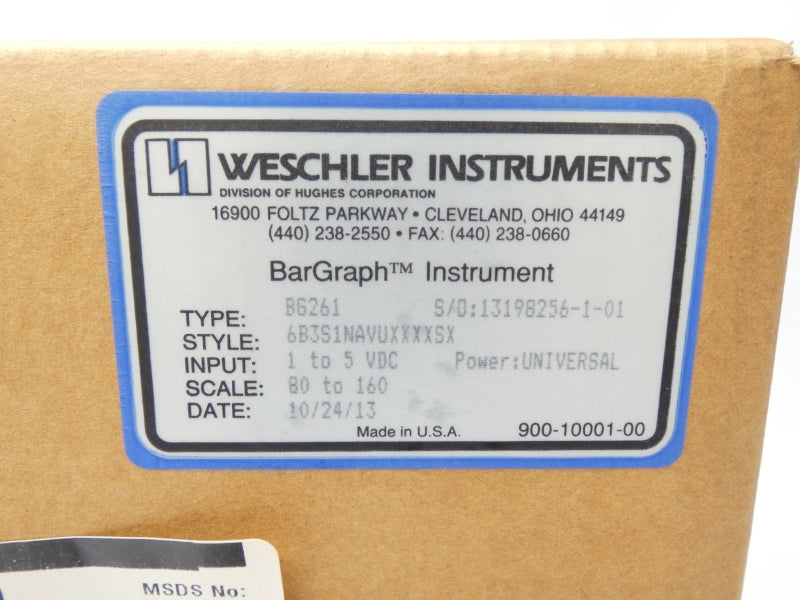 WESCHLER INSTRUMENTS
DIVISION OF HUGHES CORPORATION
16900 FOLTZ PARKWAY • CLEVELAND, OHIO 44149
(440) 238-2550 • FAX: (440) 238-0660
BarGraph™ Instrument
TYPE: BG261 S/O:13198256-1-01
STYLE: 6B3S1NAVUXXXXSX
INPUT: 1 to 5 VDC Power:UNIVERSAL
SCALE: 80 to 160
DATE: 10/24/13
Made in U.S.A. 900-10001-00
MSDS No: